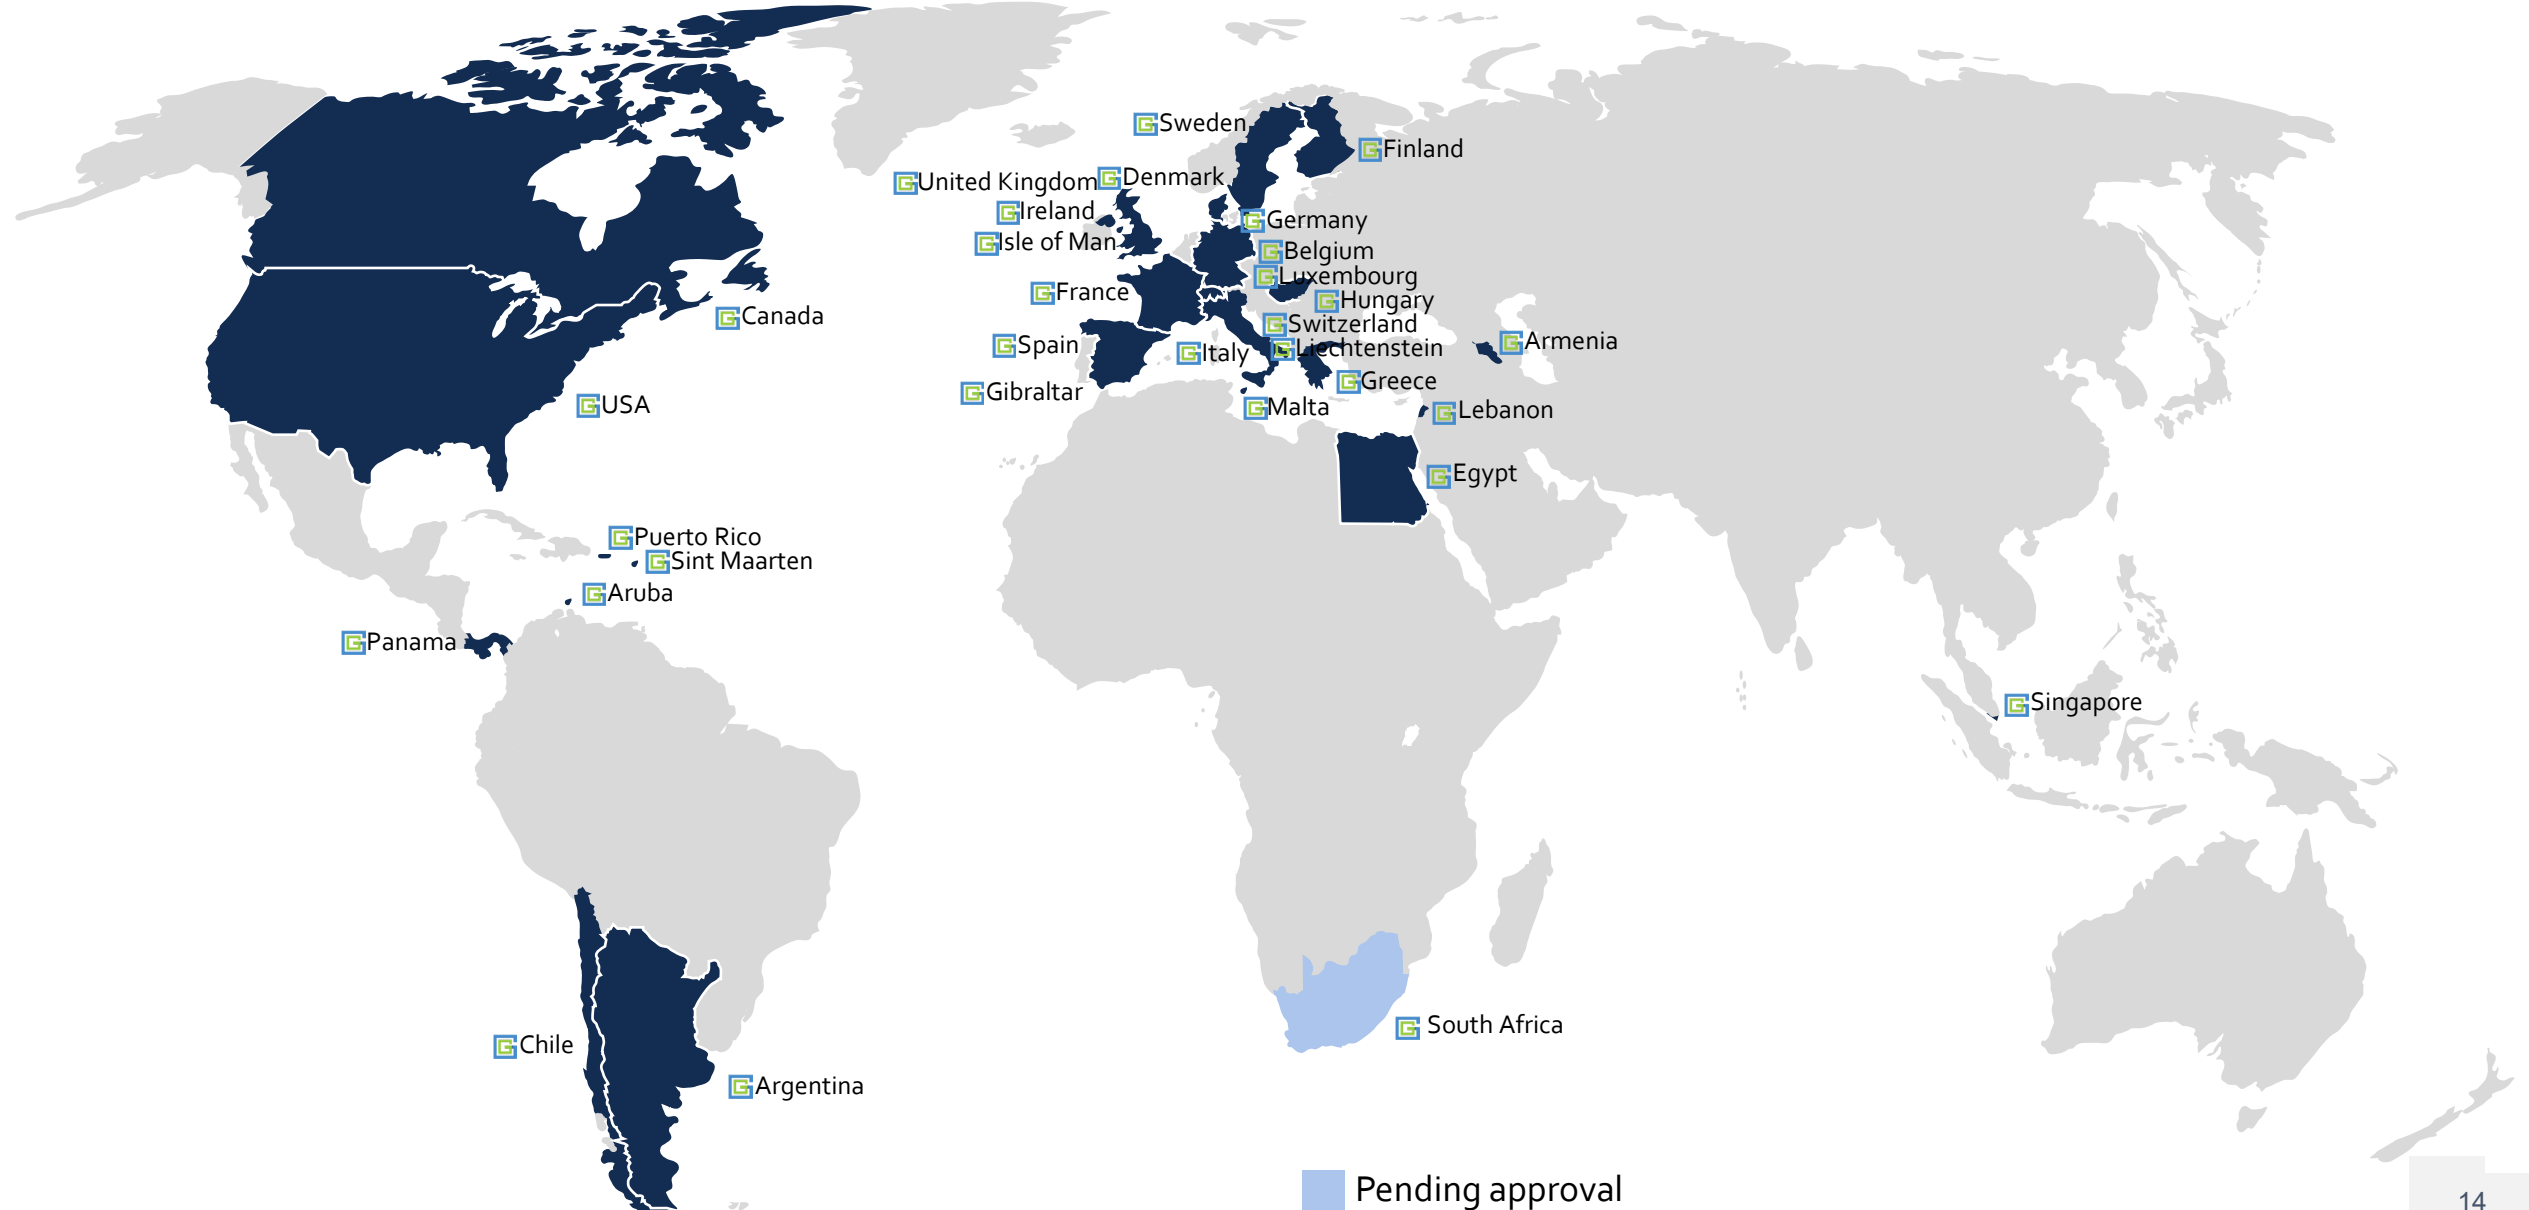 Sweden
Finland
United Kingdom
Denmark
Ireland
Germany
Isle of Man
Belgium
Luxembourg
France
Hungary
Canada
Switzerland
Spain
Italy
Liechtenstein
Armenia
Greece
Gibraltar
USA
Malta
Lebanon
Egypt
Puerto Rico
Sint Maarten
Aruba
Panama
Singapore
South Africa
Chile
Argentina
Pending approval
14